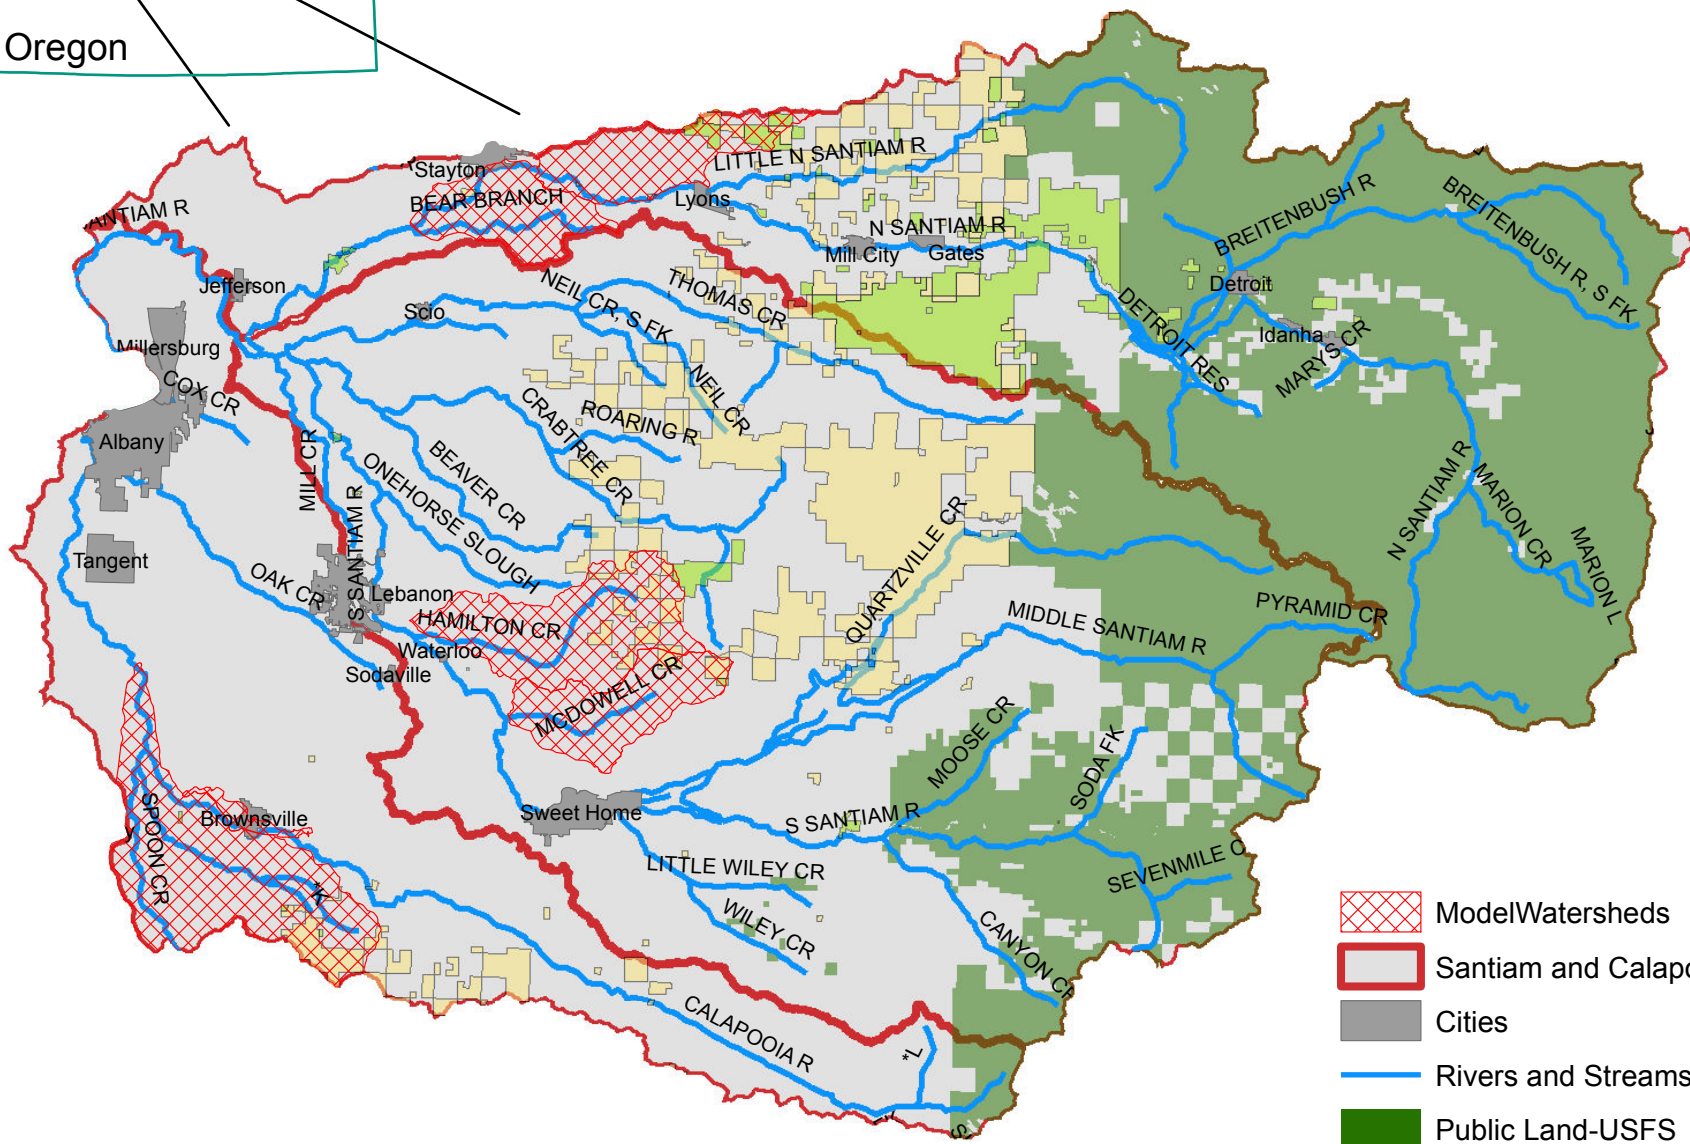 Oregon
Stayton
LITTLE N SANTIAM R
BEAR BRANCH
Lyons
ANTIAM R
N SANTIAM R
Mill City
Gates
BREITENBUSH R
BREITENBUSH R, S FK
Jefferson
Detroit
NEIL CR, S FK
THOMAS CR
Scio
DETROIT RES
Idanha
MARYS CR
Millersburg
COX CR
NEIL CR
CRABTREE CR
ROARING R
Albany
MILL CR
BEAVER CR
ONEHORSE SLOUGH
S SANTIAM R
N SANTIAM R
MARION CR
MARION L
QUARTZVILLE CR
Tangent
OAK CR
Lebanon
HAMILTON CR
MIDDLE SANTIAM R
PYRAMID CR
Waterloo
Sodaville
MCDOWELL CR
MOOSE CR
SODA FK
SPOON CR
Brownsville
Sweet Home
S SANTIAM R
*K
LITTLE WILEY CR
SEVENMILE C
WILEY CR
CANYON CR
CALAPOOIA R
*L
ModelWatersheds
Santiam and Calapo
Cities
Rivers and Streams
Public Land-USFS